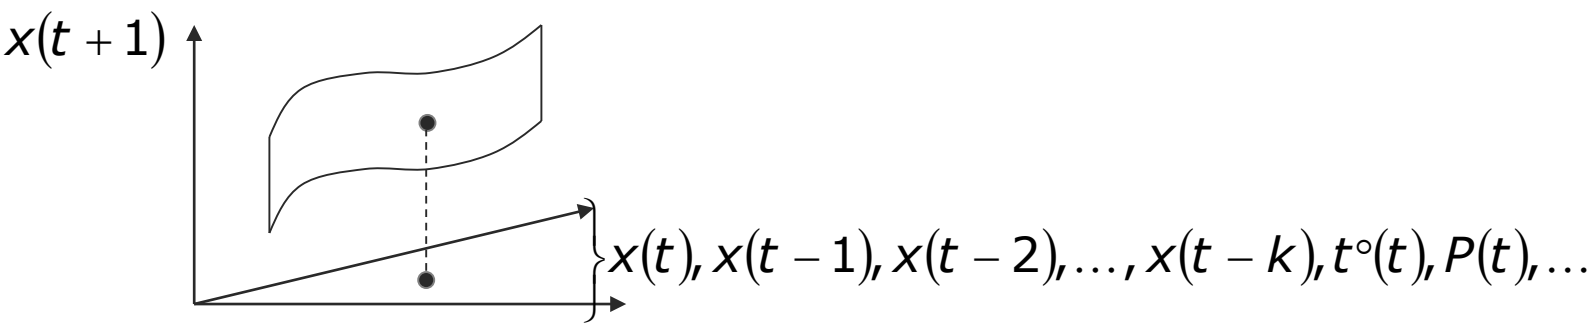 x(t + 1)
x(t), x(t − 1), x(t − 2), …, x(t − k), t°(t), P(t), …